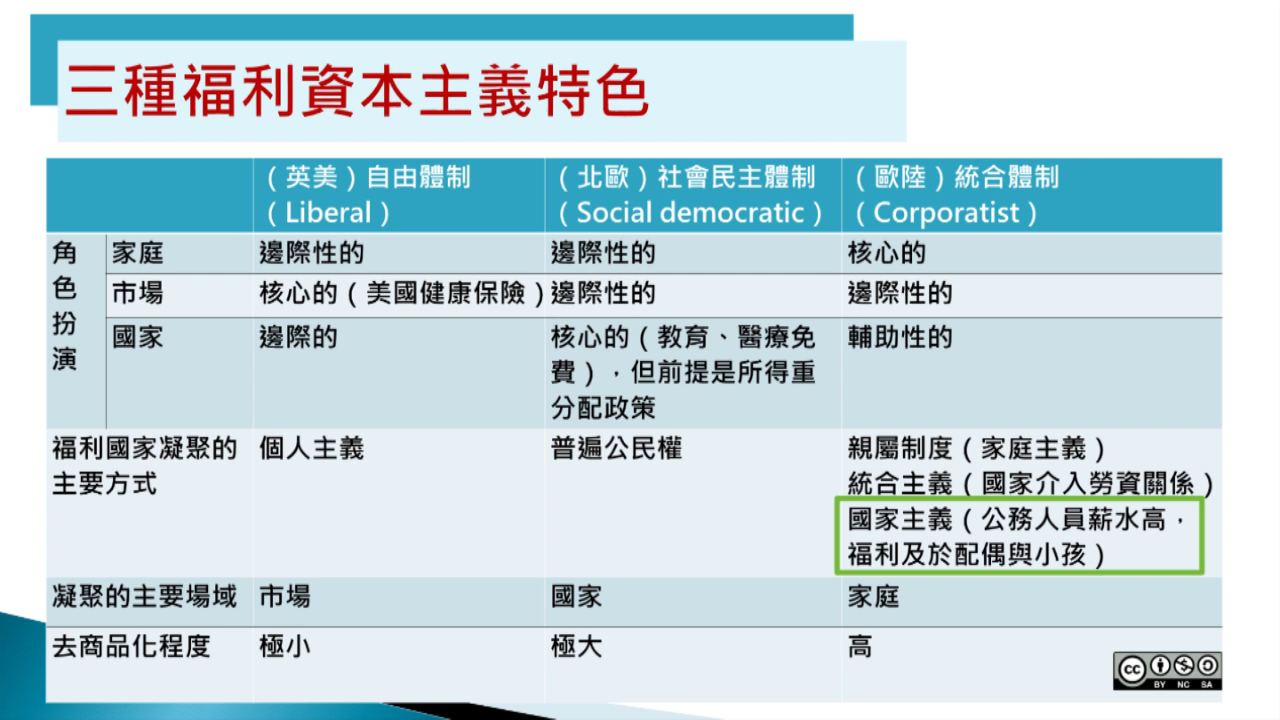 三種福利資本主義特色
（英美）自由體制
（Liberal）
（北歐）社會民主體制
（Social democratic）
（歐陸）統合體制
（Corporatist）
角色扮演
家庭
邊際性的
邊際性的
核心的
市場
核心的（美國健康保險）
邊際性的
邊際性的
國家
邊際的
核心的（教育、醫療免
費），但前提是所得重
分配政策
輔助性的
福利國家凝聚的
主要方式
個人主義
普遍公民權
親屬制度（家庭主義）
統合主義（國家介入勞資關係）
國家主義（公務人員薪水高，
福利及於配偶與小孩）
凝聚的主要場域
市場
國家
家庭
去商品化程度
極小
極大
高
cc
BY NC SA